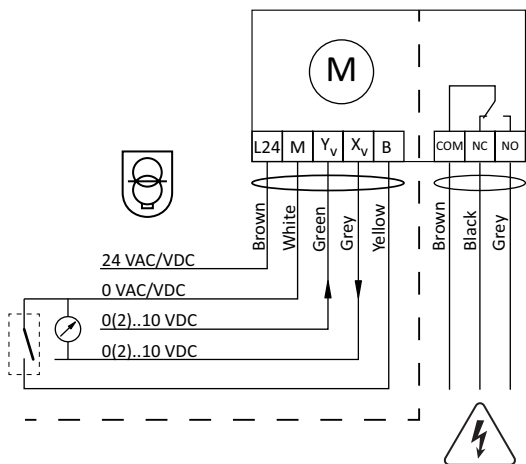 M
L24 M Yv Xv B
COM NC NO
Brown
White
Green
Grey
Yellow
Brown
Black
Grey
24 VAC/VDC
0 VAC/VDC
0(2)..10 VDC
0(2)..10 VDC